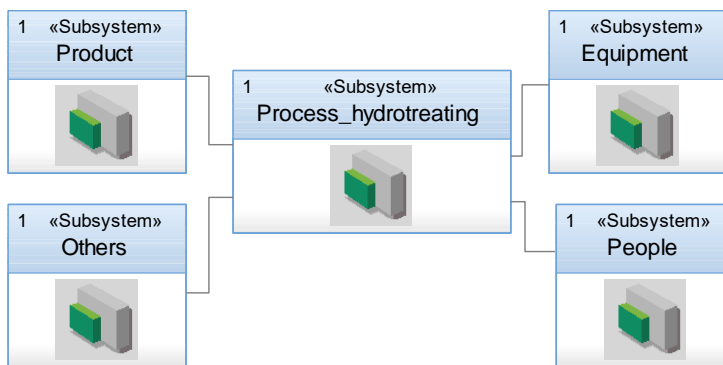 1 «Subsystem»
Product
1 «Subsystem»
Process_hydrotreating
1 «Subsystem»
Equipment
1 «Subsystem»
Others
1 «Subsystem»
People